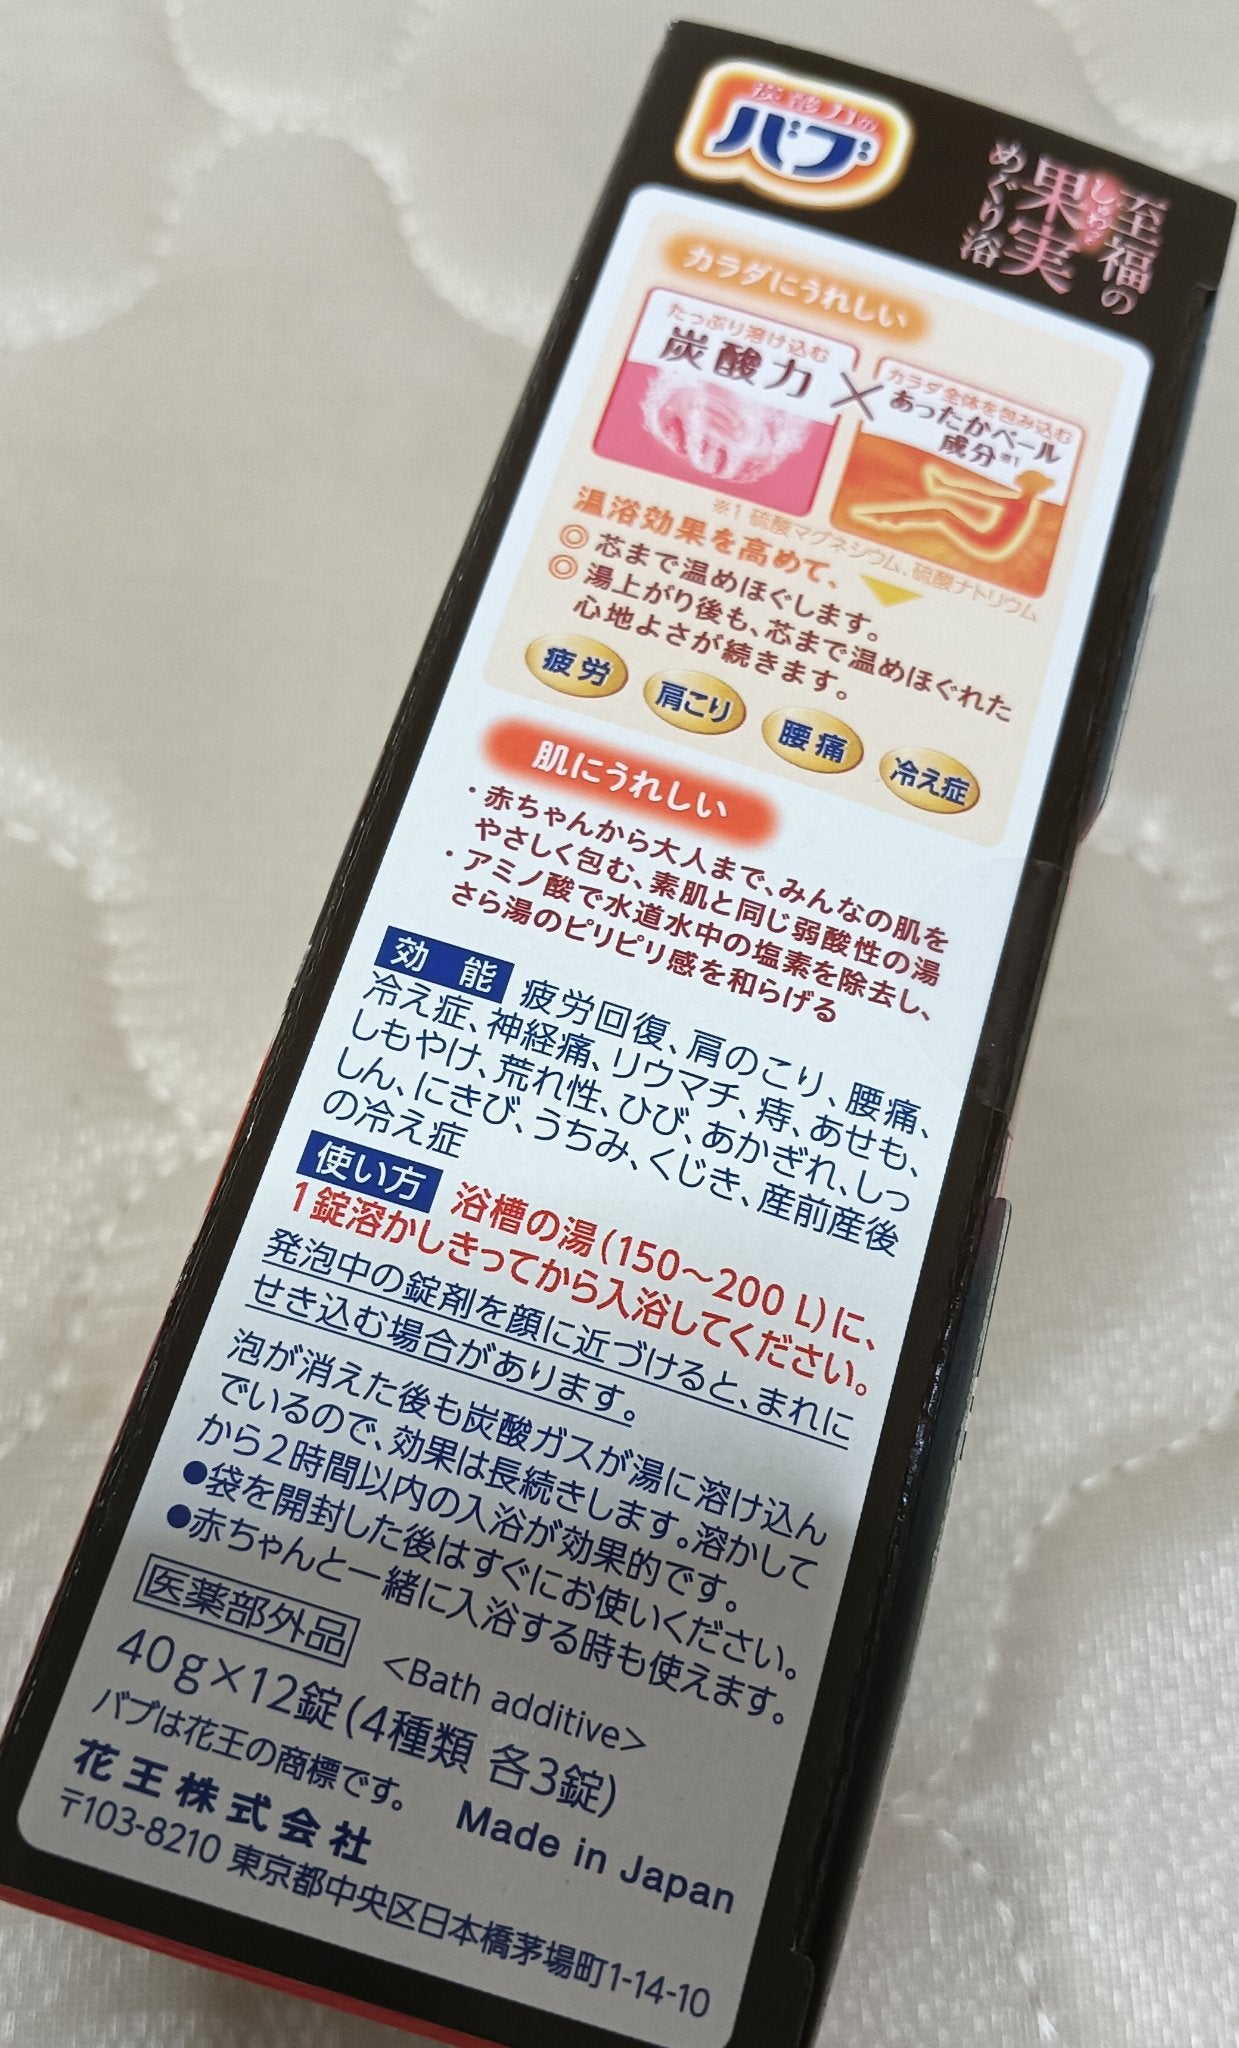 炭酸力の
バブ
至福の
しあわせ
果実
めぐり浴
カラダにうれしい
たっぷり溶け込む
炭酸力
×
カラダ全体を包み込む
あったかベール
成分※1
※1 硫酸マグネシウム、硫酸ナトリウム
温浴効果を高めて、
◎ 芯まで温めほぐします。
◎ 湯上がり後も、芯まで温めほぐれた
心地よさが続きます。
疲労
肩こり
腰痛
冷え症
肌にうれしい
・赤ちゃんから大人まで、みんなの肌を
やさしく包む、素肌と同じ弱酸性の湯
・アミノ酸で水道水中の塩素を除去し、
さら湯のピリピリ感を和らげる
効能 疲労回復、肩のこり、腰痛、
冷え症、神経痛、リウマチ、痔、あせも、
しもやけ、荒れ性、ひび、あかぎれ、しっ
しん、にきび、うちみ、くじき、産前産後
の冷え症
使い方 浴槽の湯(150～200 L)に、
1錠溶かしきってから入浴してください。
発泡中の錠剤を顔に近づけると、まれに
せき込む場合があります。
泡が消えた後も炭酸ガスが湯に溶け込ん
でいるので、効果は長続きします。溶かして
から2時間以内の入浴が効果的です。
●袋を開封した後はすぐにお使いください。
●赤ちゃんと一緒に入浴する時も使えます。
医薬部外品 <Bath additive>
40g×12錠(4種類 各3錠)
バブは花王の商標です。 Made in Japan
花王株式会社
〒103-8210 東京都中央区日本橋茅場町1-14-10